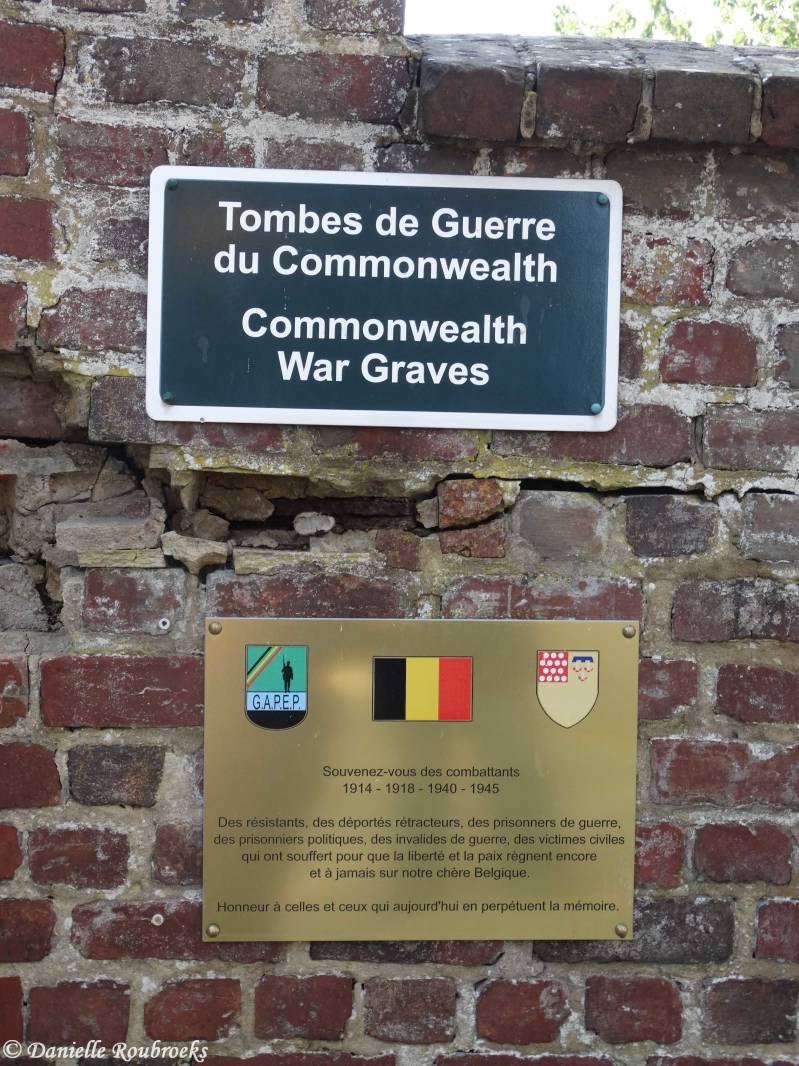 Tombes de Guerre
du Commonwealth
Commonwealth
War Graves
G.A.P.E.P.
Souvenez-vous des combattants
1914 - 1918 - 1940 - 1945
Des résistants, des déportés rétracteurs, des prisonners de guerre,
des prisonniers politiques, des invalides de guerre, des victimes civiles
qui ont souffert pour que la liberté et la paix règnent encore
et à jamais sur notre chère Belgique.
Honneur à celles et ceux qui aujourd'hui en perpétuent la mémoire.
© Danielle Roubroeks